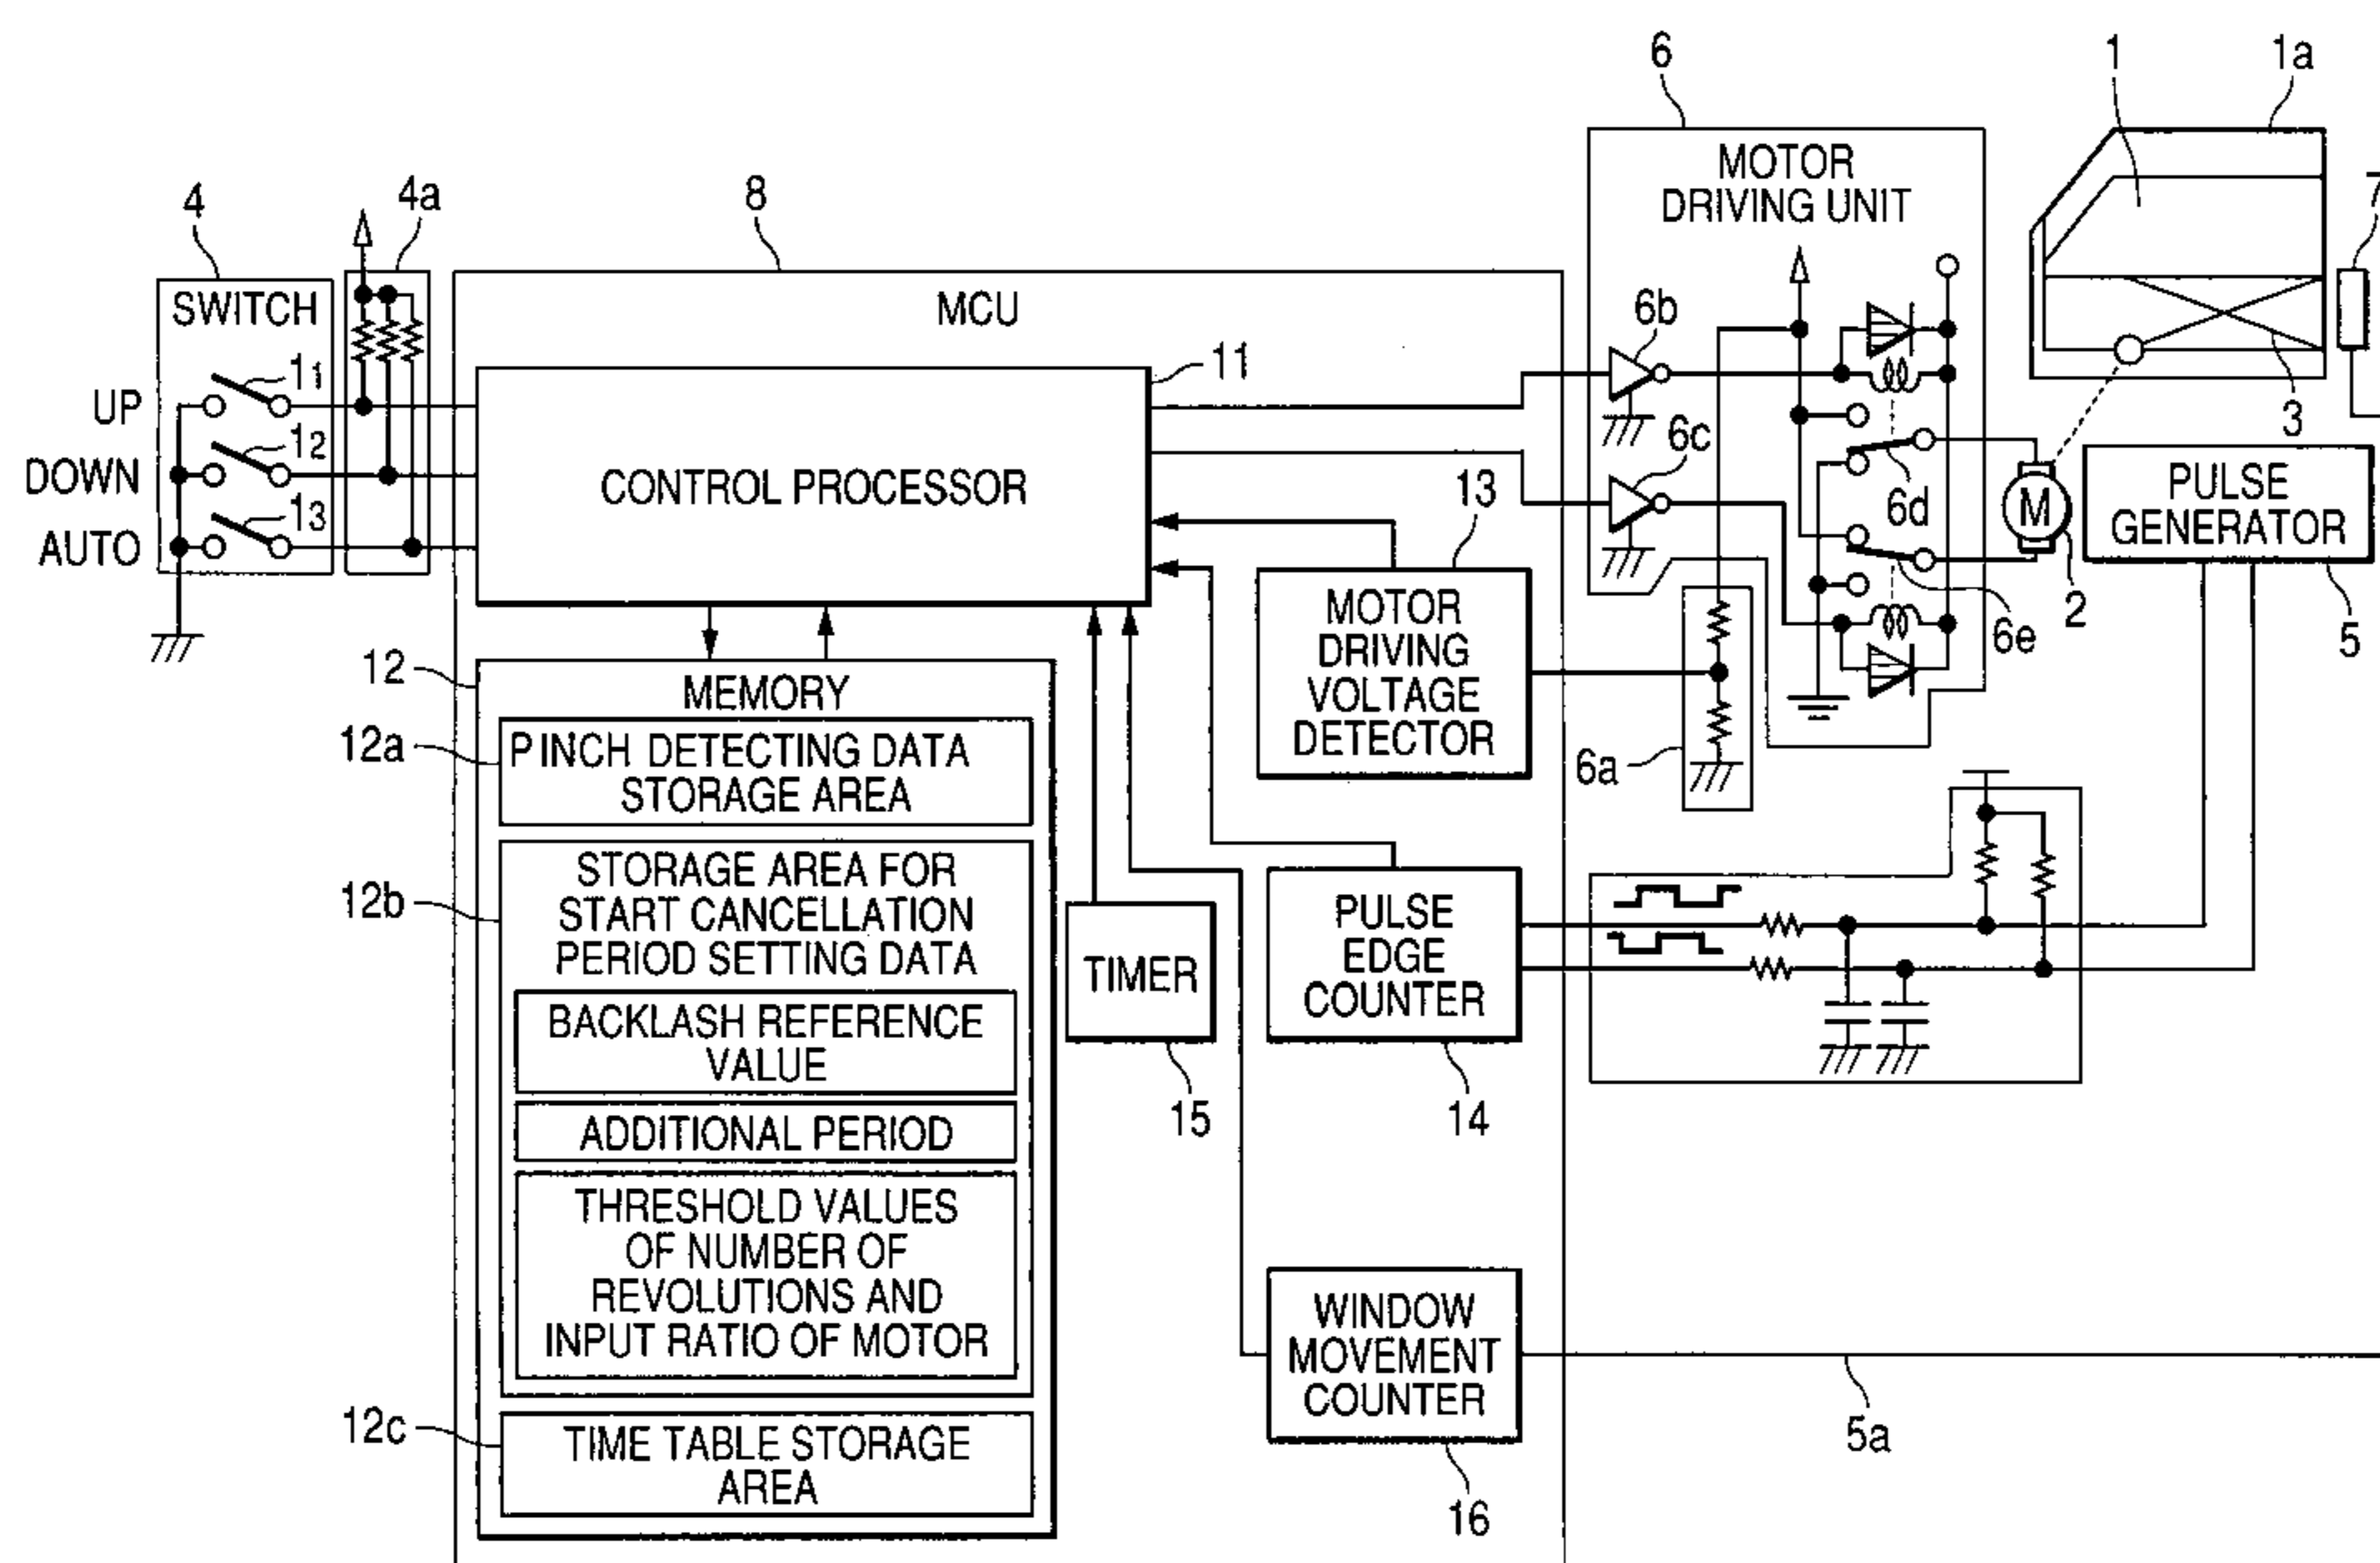 6
1
1a
MOTOR
DRIVING UNIT
4
4a
8
7
SWITCH
MCU
6b
11
UP
1₁
6c
3
DOWN
1₂
CONTROL PROCESSOR
13
6d
M
PULSE
GENERATOR
AUTO
1₃
2
5
6e
MOTOR
DRIVING
VOLTAGE
DETECTOR
6a
12
MEMORY
12a
PINCH DETECTING DATA
STORAGE AREA
12b
STORAGE AREA FOR
START CANCELLATION
PERIOD SETTING DATA
BACKLASH REFERENCE
VALUE
ADDITIONAL PERIOD
THRESHOLD VALUES
OF NUMBER OF
REVOLUTIONS AND
INPUT RATIO OF MOTOR
12c
TIME TABLE STORAGE
AREA
TIMER
15
PULSE
EDGE
COUNTER
14
WINDOW
MOVEMENT
COUNTER
16
5a